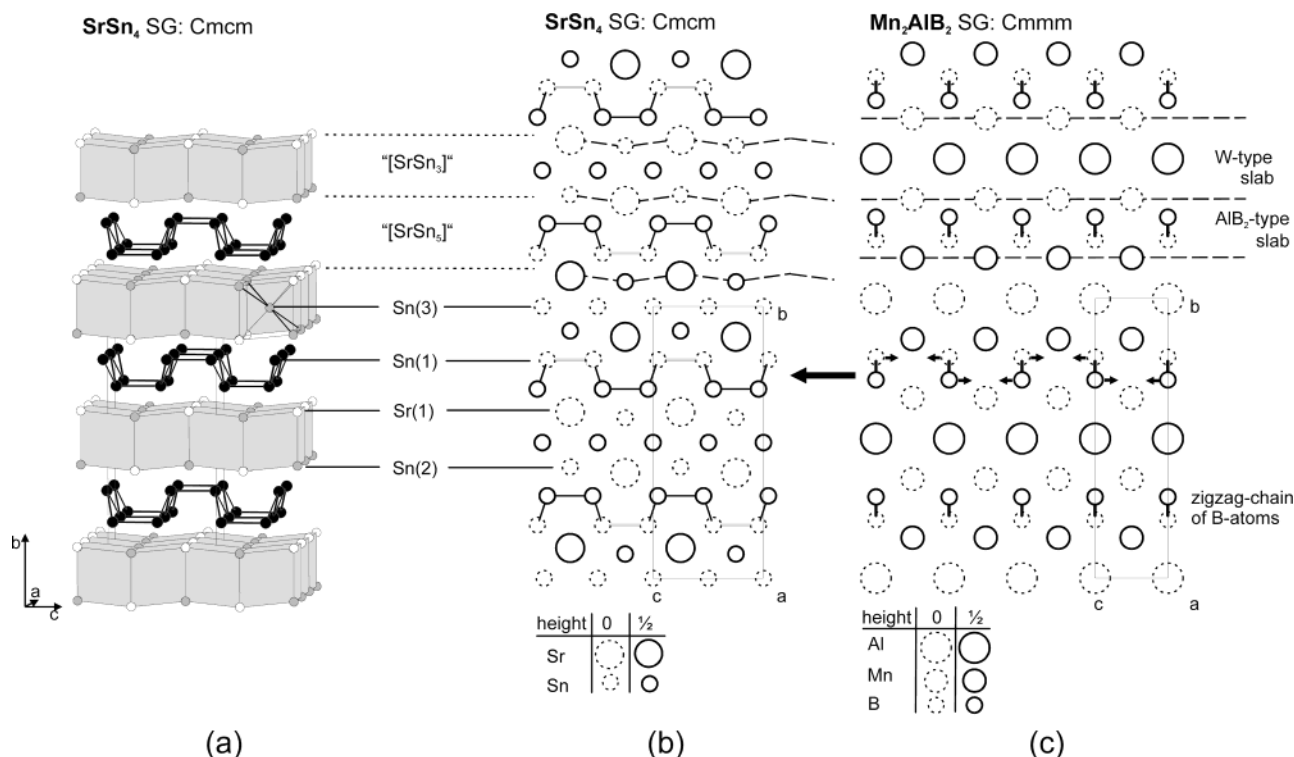 SrSn₄ SG: Cmcm
SrSn₄ SG: Cmcm
Mn₂AlB₂ SG: Cmmm
“[SrSn₃]“
“[SrSn₅]“
Sn(3)
Sn(1)
Sr(1)
Sn(2)
b
a
c
b
c
a
W-type
slab
AlB₂-type
slab
b
zigzag-chain
of B-atoms
c
a
height 0 ½
Sr
Sn
height 0 ½
Al
Mn
B
(a)
(b)
(c)